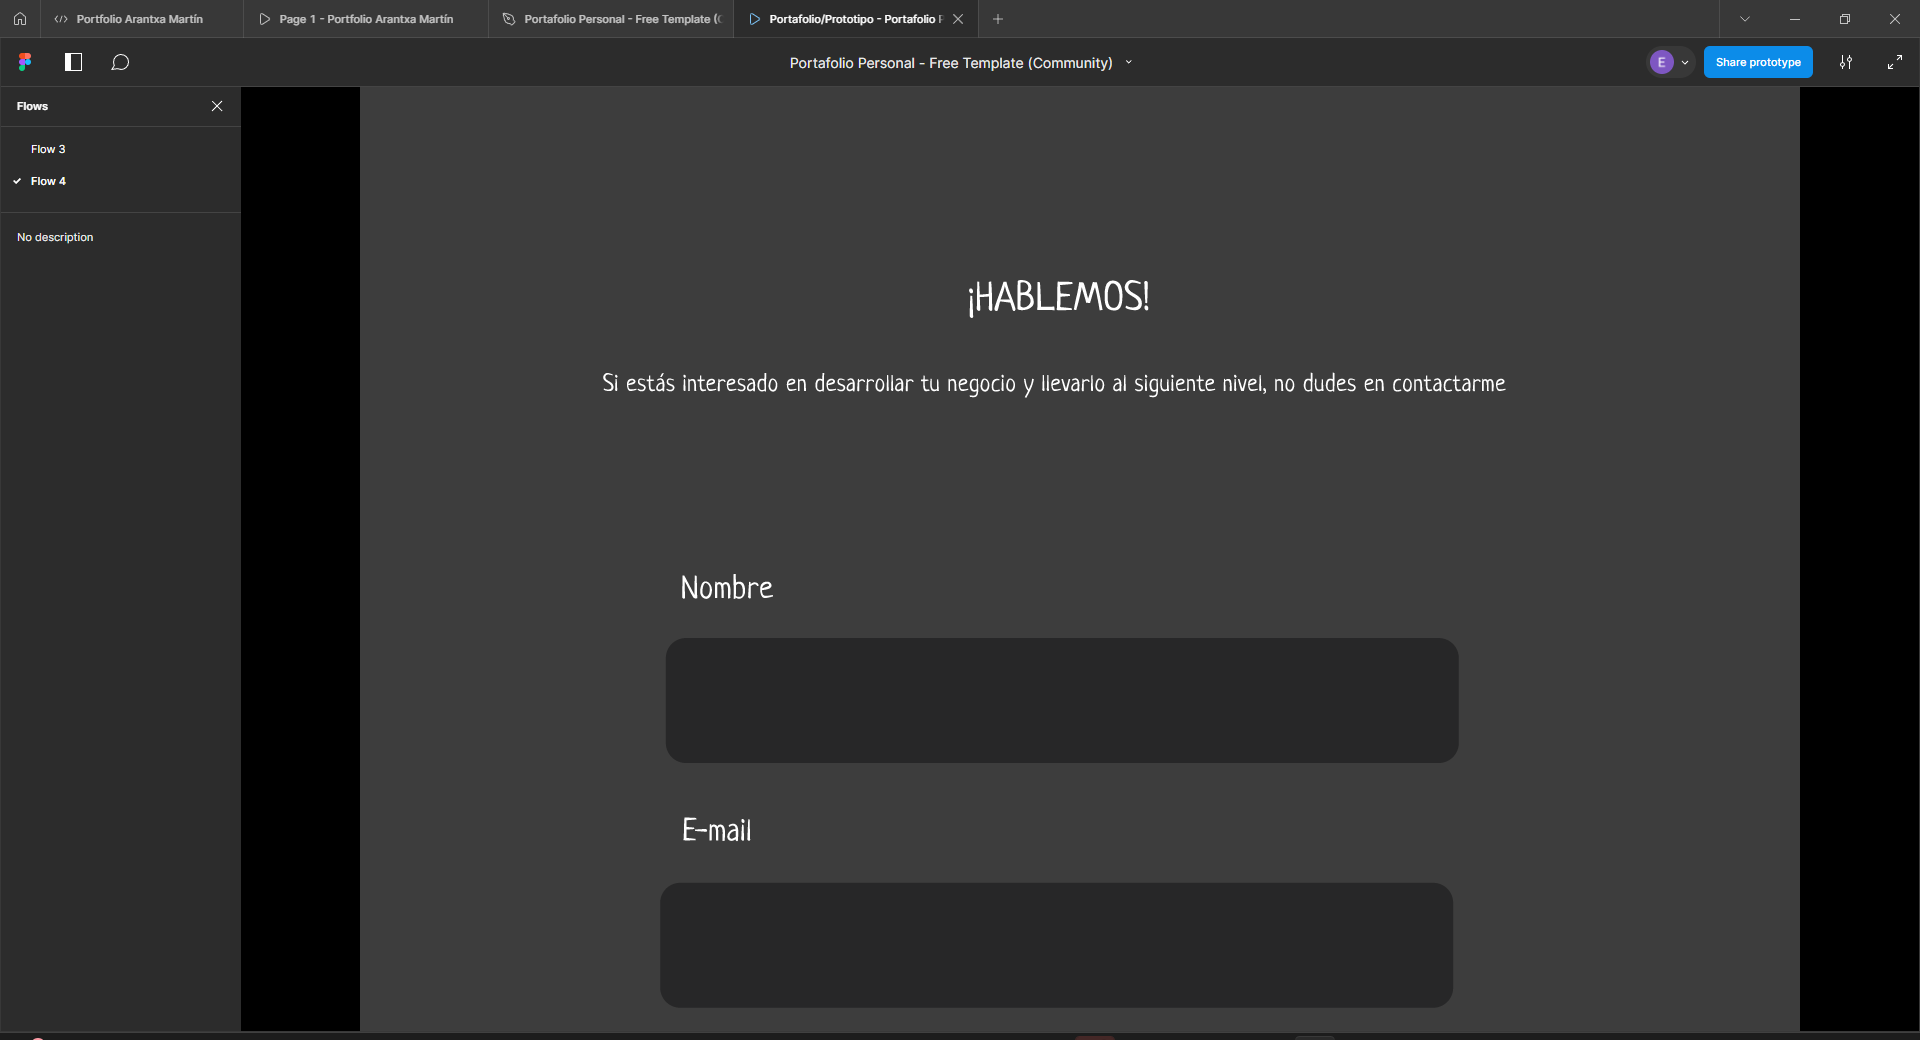 Portfolio Arantxa Martín
Page 1 - Portfolio Arantxa Martín
Portafolio Personal - Free Template (C
Portafolio/Prototipo - Portafolio P
Portafolio Personal - Free Template (Community)
E
Share prototype
Flows
Flow 3
Flow 4
No description
¡HABLEMOS!
Si estás interesado en desarrollar tu negocio y llevarlo al siguiente nivel, no dudes en contactarme
Nombre
E-mail